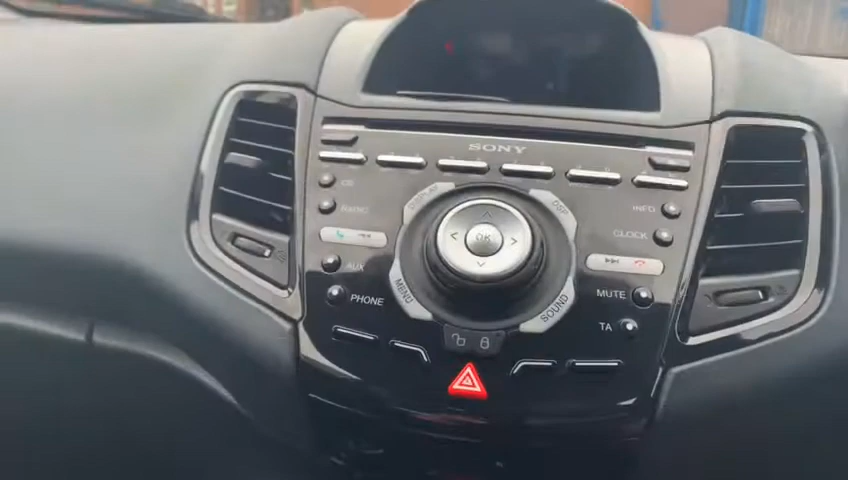 SONY
CD
RADIO
AUX
PHONE
DISPLAY
DSP
MENU
SOUND
OK
INFO
CLOCK
MUTE
TA